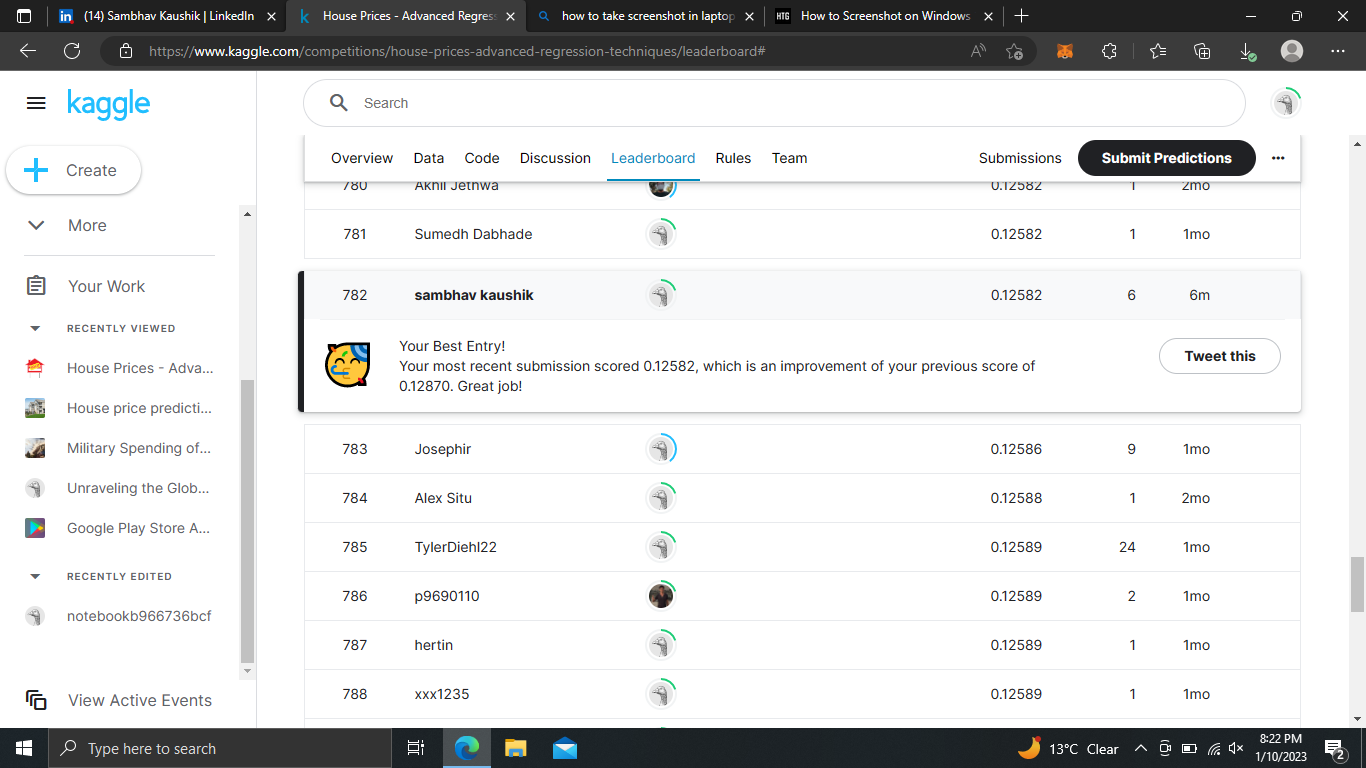 (14) Sambhav Kaushik | LinkedIn
House Prices - Advanced Regres
how to take screenshot in laptop
HTG How to Screenshot on Windows
https://www.kaggle.com/competitions/house-prices-advanced-regression-techniques/leaderboard#
kaggle
Search
Create
More
Your Work
RECENTLY VIEWED
House Prices - Adva...
House price predicti...
Military Spending of...
Unraveling the Glob...
Google Play Store A...
RECENTLY EDITED
notebookb966736bcf
View Active Events
Overview Data Code Discussion Leaderboard Rules Team Submissions Submit Predictions
780 Akhil Jethwa 0.12582 1 2mo
781 Sumedh Dabhade 0.12582 1 1mo
782 sambhav kaushik 0.12582 6 6m
Your Best Entry!
Your most recent submission scored 0.12582, which is an improvement of your previous score of
0.12870. Great job!
Tweet this
783 Josephir 0.12586 9 1mo
784 Alex Situ 0.12588 1 2mo
785 TylerDiehl22 0.12589 24 1mo
786 p9690110 0.12589 2 1mo
787 hertin 0.12589 1 1mo
788 xxx1235 0.12589 1 1mo
Type here to search
13°C Clear
8:22 PM
1/10/2023
2